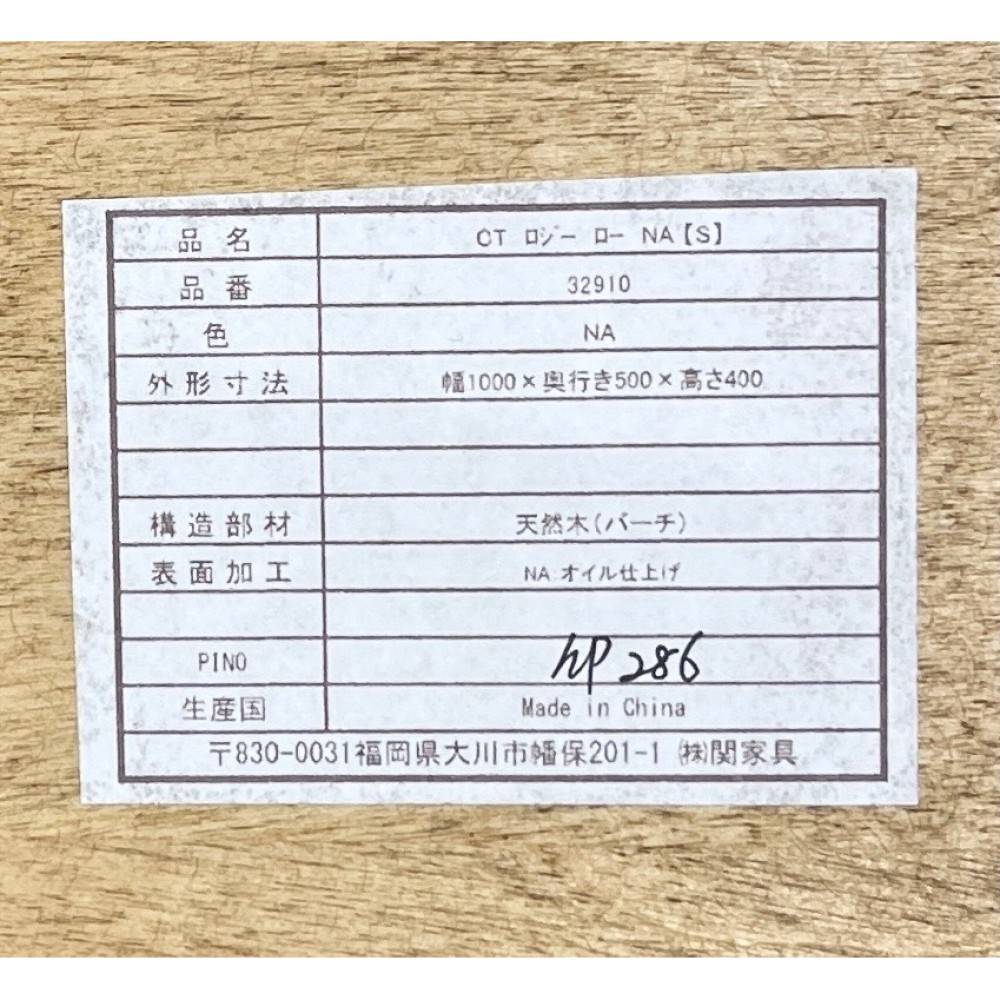 品名 CT ロジー ロー NA【S】
品番 32910
色 NA
外形寸法 幅1000×奥行き500×高さ400
構造部材 天然木(バーチ)
表面加工 NA オイル仕上げ
PINO hP 286
生産国 Made in China
〒830-0031福岡県大川市幡保201-1 ㈱関家具